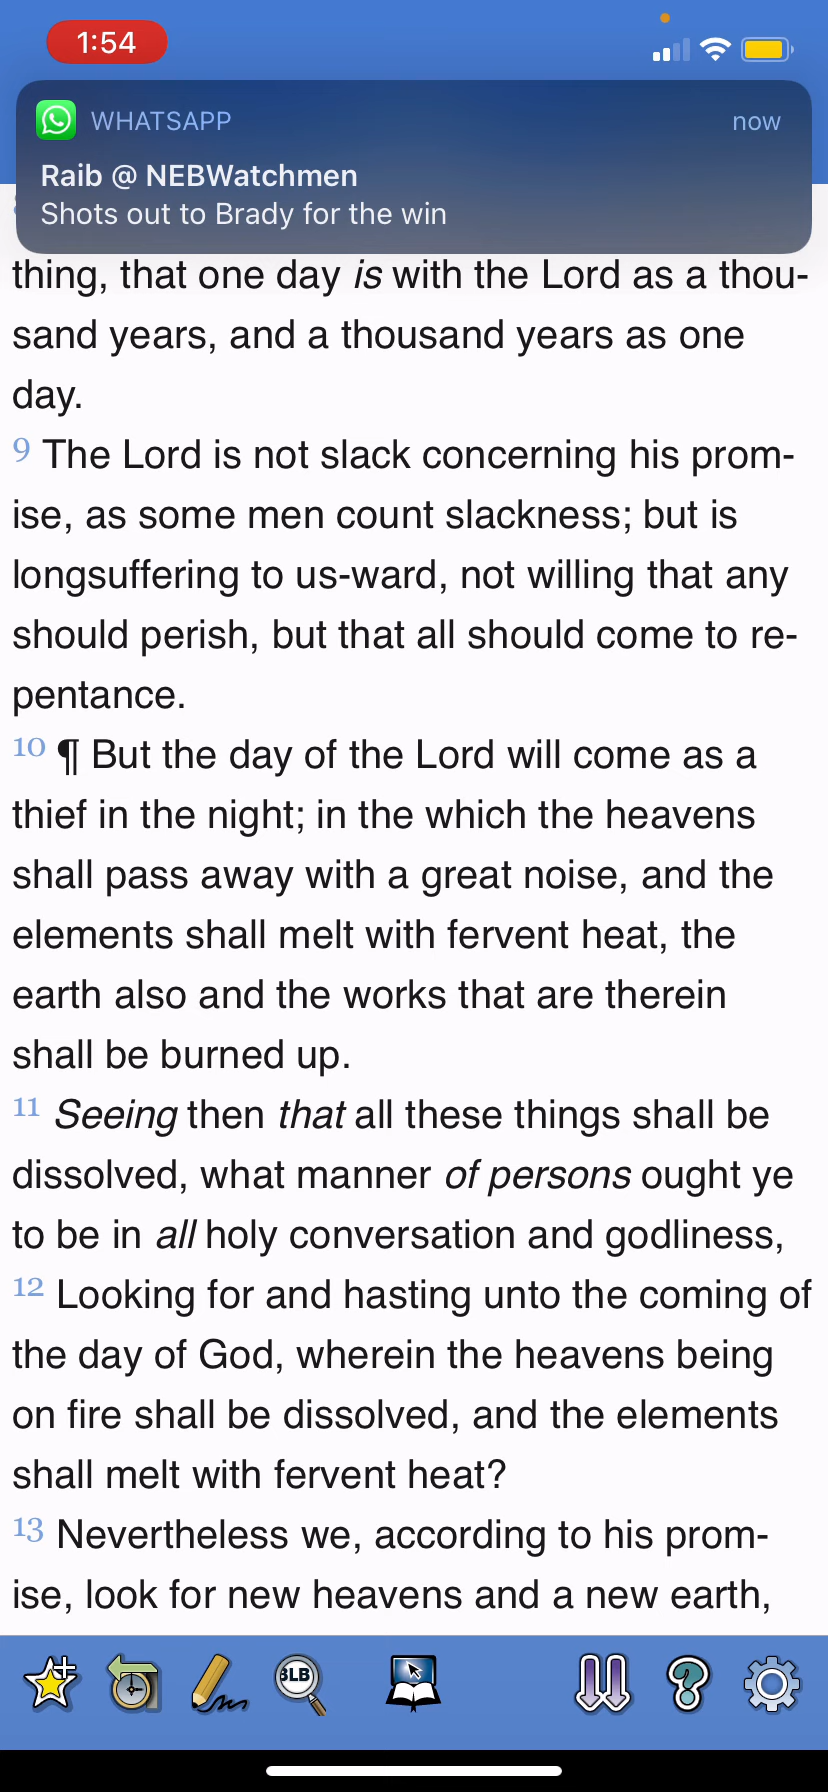 1:54
WHATSAPP
now
Raib @ NEBWatchmen
Shots out to Brady for the win
thing, that one day is with the Lord as a thou-
sand years, and a thousand years as one
day.
9 The Lord is not slack concerning his prom-
ise, as some men count slackness; but is
longsuffering to us-ward, not willing that any
should perish, but that all should come to re-
pentance.
10 ¶ But the day of the Lord will come as a
thief in the night; in the which the heavens
shall pass away with a great noise, and the
elements shall melt with fervent heat, the
earth also and the works that are therein
shall be burned up.
11 Seeing then that all these things shall be
dissolved, what manner of persons ought ye
to be in all holy conversation and godliness,
12 Looking for and hasting unto the coming of
the day of God, wherein the heavens being
on fire shall be dissolved, and the elements
shall melt with fervent heat?
13 Nevertheless we, according to his prom-
ise, look for new heavens and a new earth,
BLB